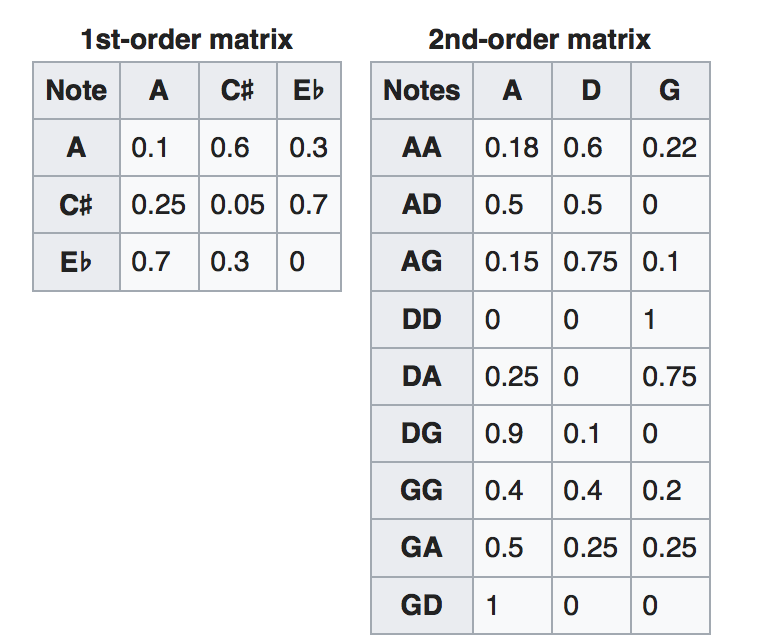 1st-order matrix
Note A C♯ E♭
A 0.1 0.6 0.3
C♯ 0.25 0.05 0.7
E♭ 0.7 0.3 0
2nd-order matrix
Notes A D G
AA 0.18 0.6 0.22
AD 0.5 0.5 0
AG 0.15 0.75 0.1
DD 0 0 1
DA 0.25 0 0.75
DG 0.9 0.1 0
GG 0.4 0.4 0.2
GA 0.5 0.25 0.25
GD 1 0 0